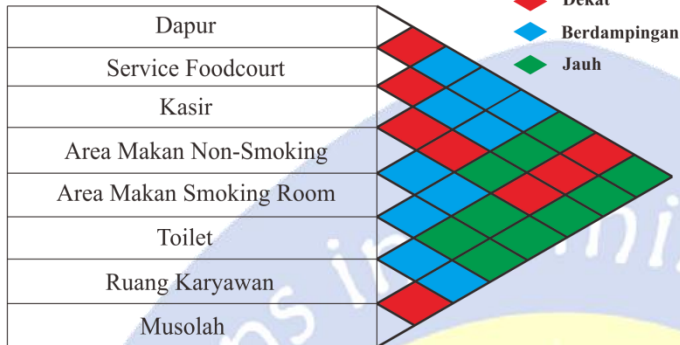 Dekat
Berdampingan
Jauh
Dapur
Service Foodcourt
Kasir
Area Makan Non-Smoking
Area Makan Smoking Room
Toilet
Ruang Karyawan
Musolah